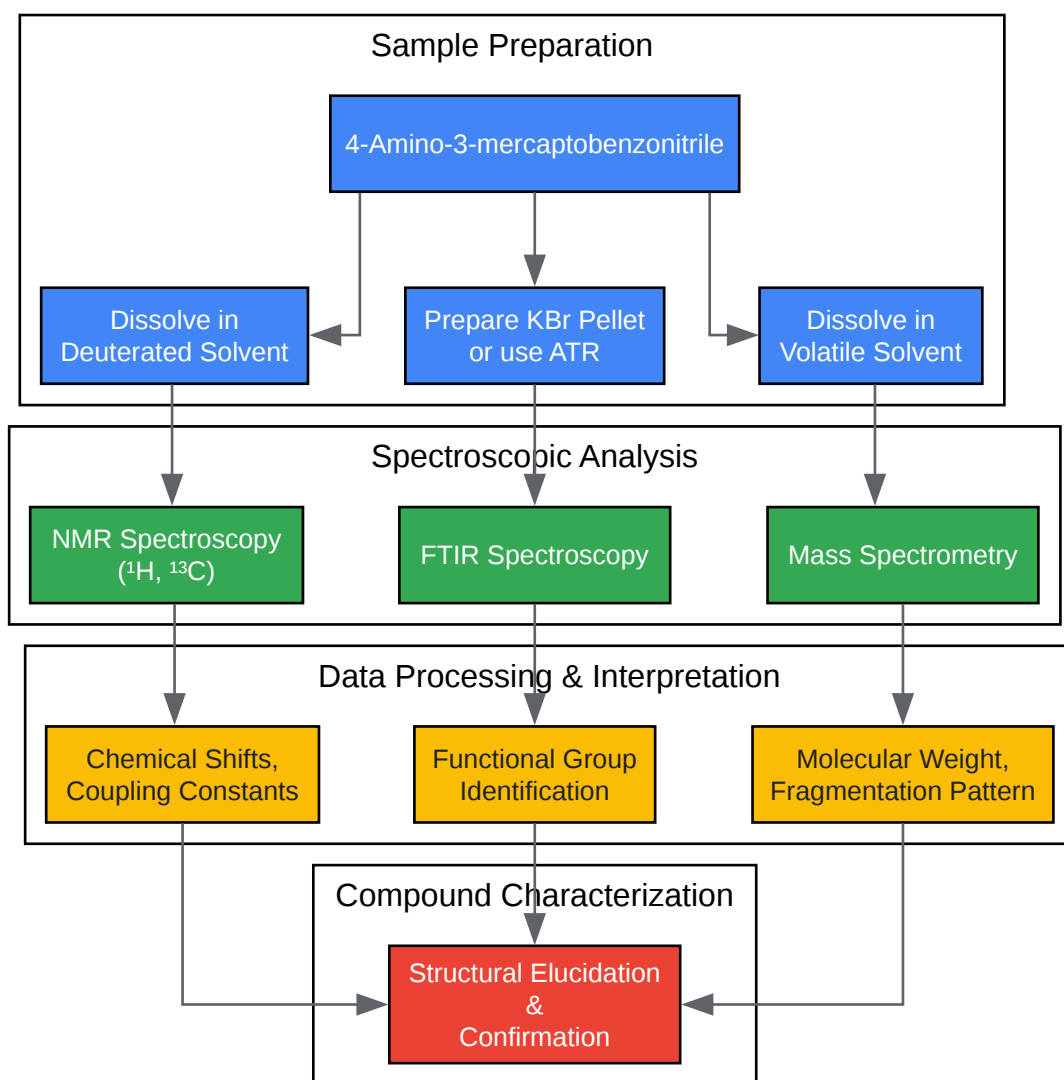 Sample Preparation
4-Amino-3-mercaptobenzonitrile
Dissolve in
Deuterated Solvent
Prepare KBr Pellet
or use ATR
Dissolve in
Volatile Solvent
Spectroscopic Analysis
NMR Spectroscopy
(¹H, ¹³C)
FTIR Spectroscopy
Mass Spectrometry
Data Processing & Interpretation
Chemical Shifts,
Coupling Constants
Functional Group
Identification
Molecular Weight,
Fragmentation Pattern
Compound Characterization
Structural Elucidation
&
Confirmation